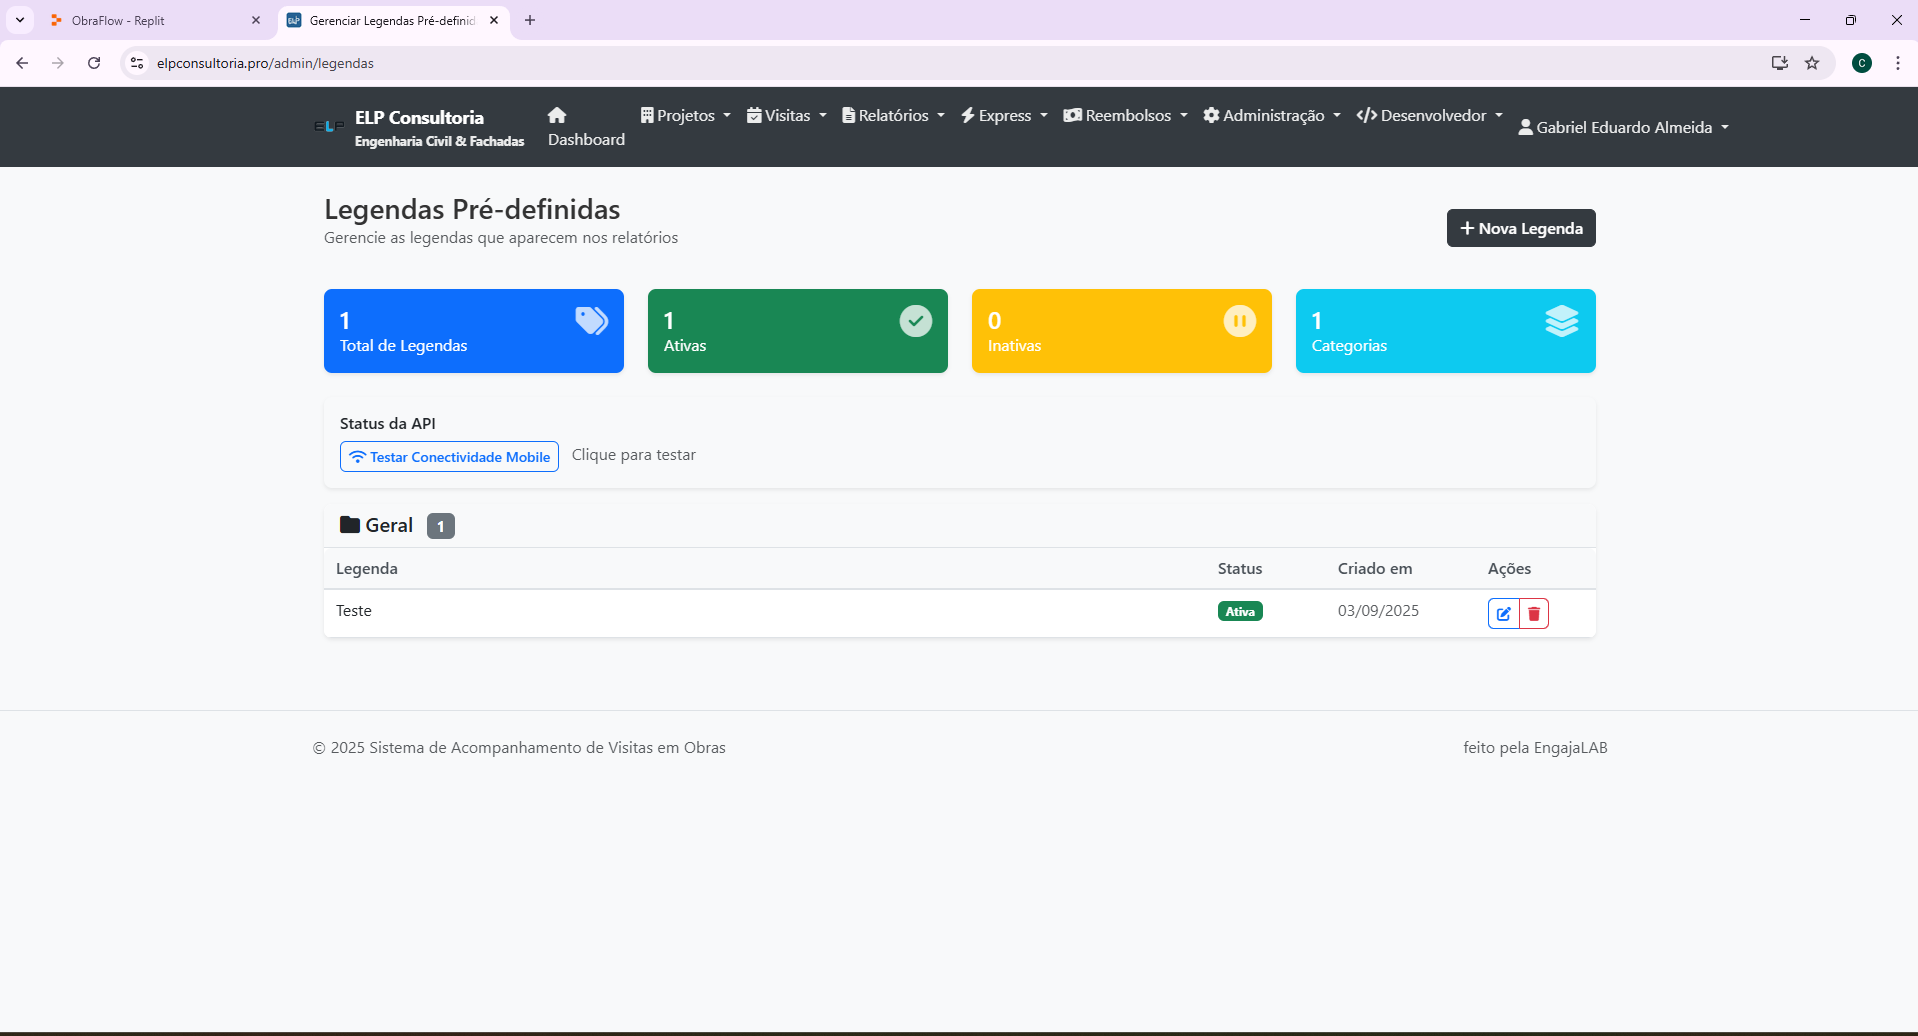 ObraFlow - Replit
Gerenciar Legendas Pré-definid
elpconsultoria.pro/admin/legendas
C
ELP
ELP Consultoria
Engenharia Civil & Fachadas
Dashboard
Projetos
Visitas
Relatórios
Express
Reembolsos
Administração
Desenvolvedor
Gabriel Eduardo Almeida
Legendas Pré-definidas
Gerencie as legendas que aparecem nos relatórios
+ Nova Legenda
1
Total de Legendas
1
Ativas
0
Inativas
1
Categorias
Status da API
Testar Conectividade Mobile Clique para testar
Geral 1
Legenda Status Criado em Ações
Teste Ativa 03/09/2025
© 2025 Sistema de Acompanhamento de Visitas em Obras
feito pela EngajaLAB